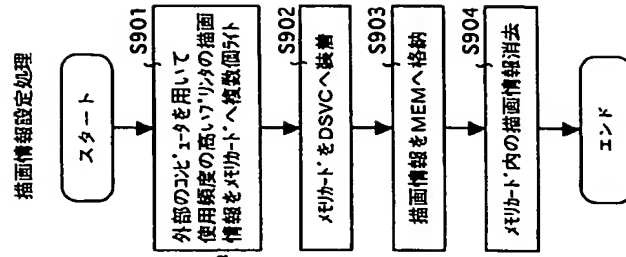 描画情報設定処理
スタート
S901
外部のコンピュータを用いて
使用頻度の高いプリンタの描画
情報をメモリカードへ複数個ライト
S902
メモリカードをDSVCへ装着
S903
描画情報をMEMへ格納
S904
メモリカード内の描画情報消去
エンド